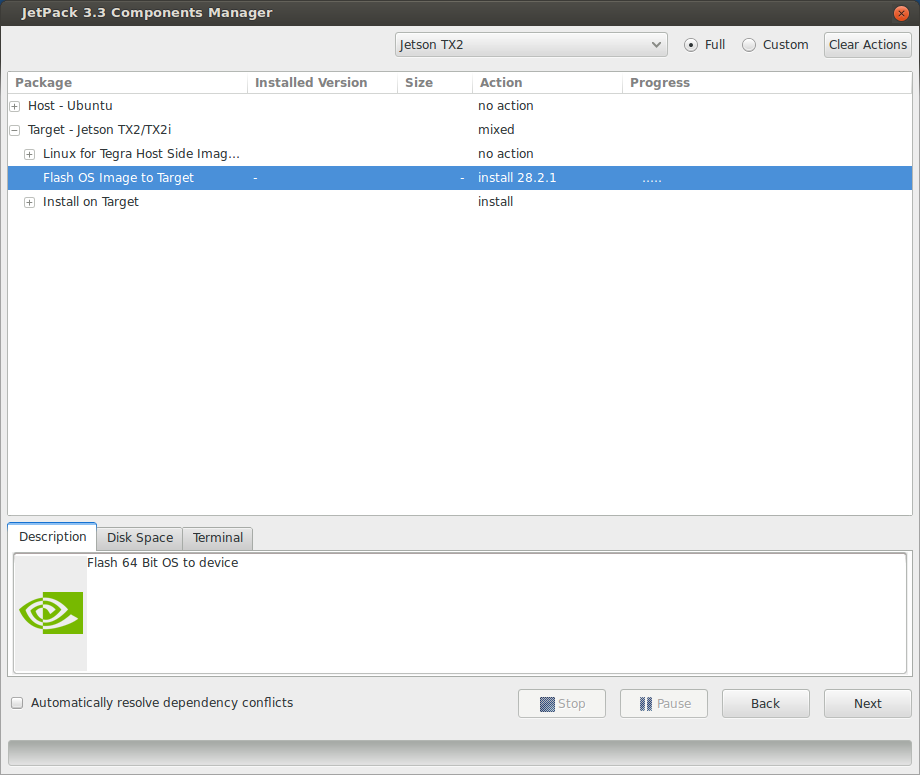 JetPack 3.3 Components Manager
Jetson TX2 Full Custom Clear Actions
Package Installed Version Size Action Progress
Host - Ubuntu no action
Target - Jetson TX2/TX2i mixed
Linux for Tegra Host Side Imag... no action
Flash OS Image to Target - - install 28.2.1 .....
Install on Target install
Description Disk Space Terminal
Flash 64 Bit OS to device
Automatically resolve dependency conflicts Stop Pause Back Next